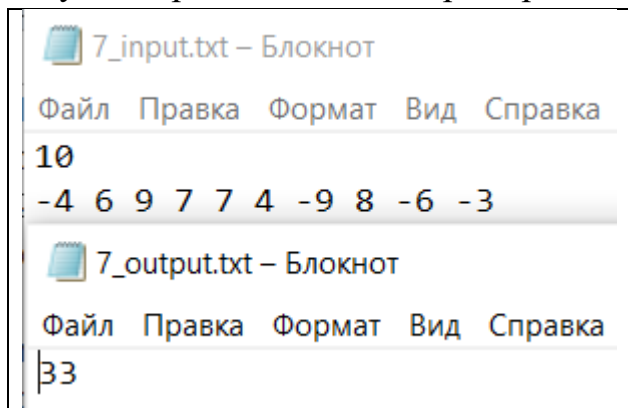 7_input.txt – Блокнот
Файл Правка Формат Вид Справка
10
-4 6 9 7 7 4 -9 8 -6 -3
7_output.txt – Блокнот
Файл Правка Формат Вид Справка
33